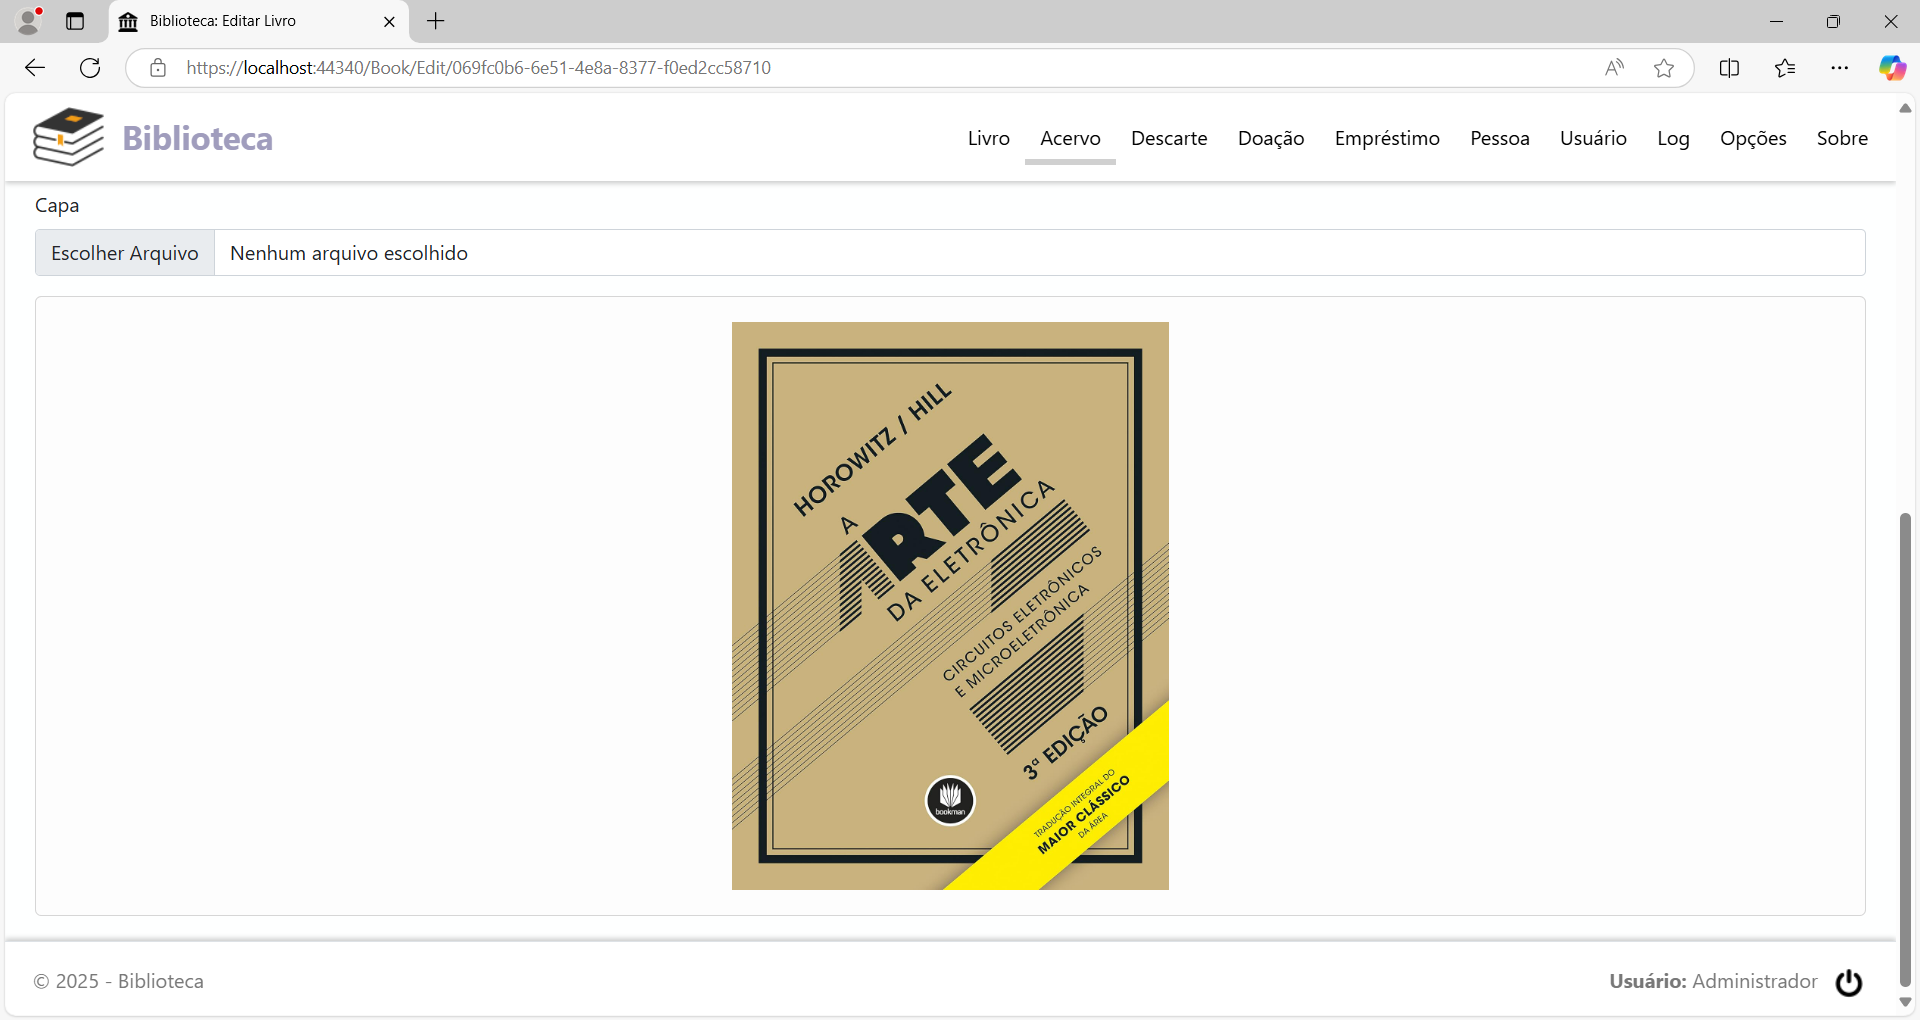 Biblioteca: Editar Livro
https://localhost:44340/Book/Edit/069fc0b6-6e51-4e8a-8377-f0ed2cc58710
Biblioteca
Livro Acervo Descarte Doação Empréstimo Pessoa Usuário Log Opções Sobre
Capa
Escolher Arquivo Nenhum arquivo escolhido
HOROWITZ / HILL
A
ARTE
DA ELETRÔNICA
CIRCUITOS ELETRÔNICOS
E MICROELETRÔNICA
3ª EDIÇÃO
bookman
TRADUÇÃO INTEGRAL DO
MAIOR CLÁSSICO
DA ÁREA
© 2025 - Biblioteca
Usuário: Administrador